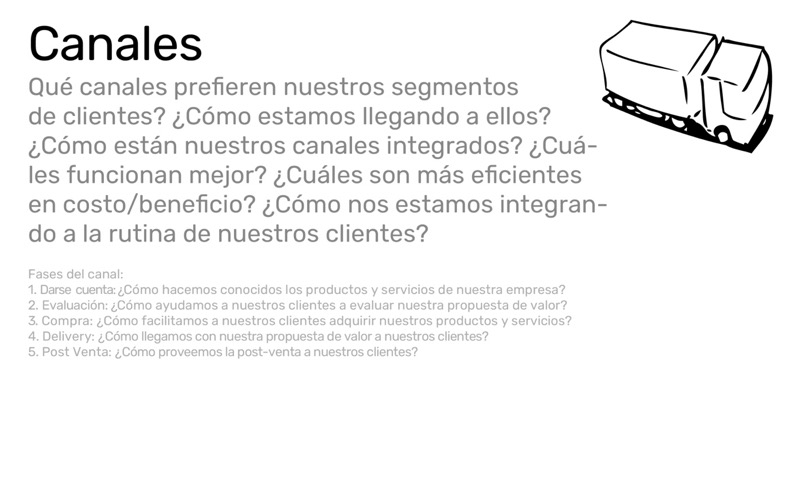 Canales
Qué canales prefieren nuestros segmentos
de clientes? ¿Cómo estamos llegando a ellos?
¿Cómo están nuestros canales integrados? ¿Cuá-
les funcionan mejor? ¿Cuáles son más eficientes
en costo/beneficio? ¿Cómo nos estamos integran-
do a la rutina de nuestros clientes?
Fases del canal:
1. Darse cuenta: ¿Cómo hacemos conocidos los productos y servicios de nuestra empresa?
2. Evaluación: ¿Cómo ayudamos a nuestros clientes a evaluar nuestra propuesta de valor?
3. Compra: ¿Cómo facilitamos a nuestros clientes adquirir nuestros productos y servicios?
4. Delivery: ¿Cómo llegamos con nuestra propuesta de valor a nuestros clientes?
5. Post Venta: ¿Cómo proveemos la post-venta a nuestros clientes?